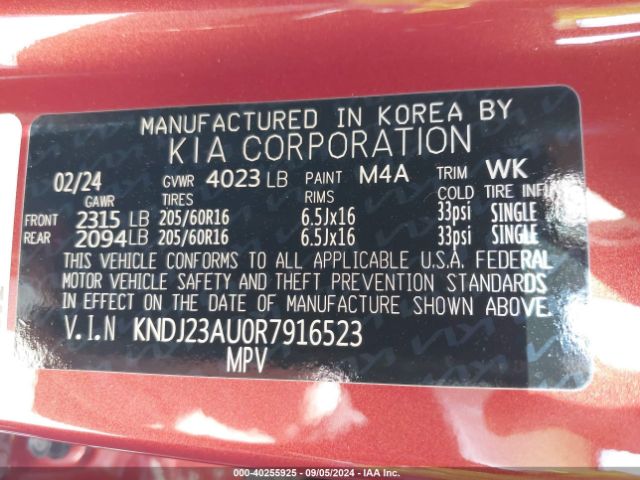 MANUFACTURED IN KOREA BY
KIA CORPORATION
02/24 GVWR 4023 LB PAINT M4A TRIM WK
GAWR TIRES RIMS COLD TIRE INFL
FRONT 2315 LB 205/60R16 6.5Jx16 33psi SINGLE
REAR 2094 LB 205/60R16 6.5Jx16 33psi SINGLE
THIS VEHICLE CONFORMS TO ALL APPLICABLE U.S.A. FEDERAL
MOTOR VEHICLE SAFETY AND THEFT PREVENTION STANDARDS
IN EFFECT ON THE DATE OF MANUFACTURE SHOWN ABOVE.
V.I.N KNDJ23AU0R7916523
MPV
000-40255925 - 09/05/2024 - IAA Inc.